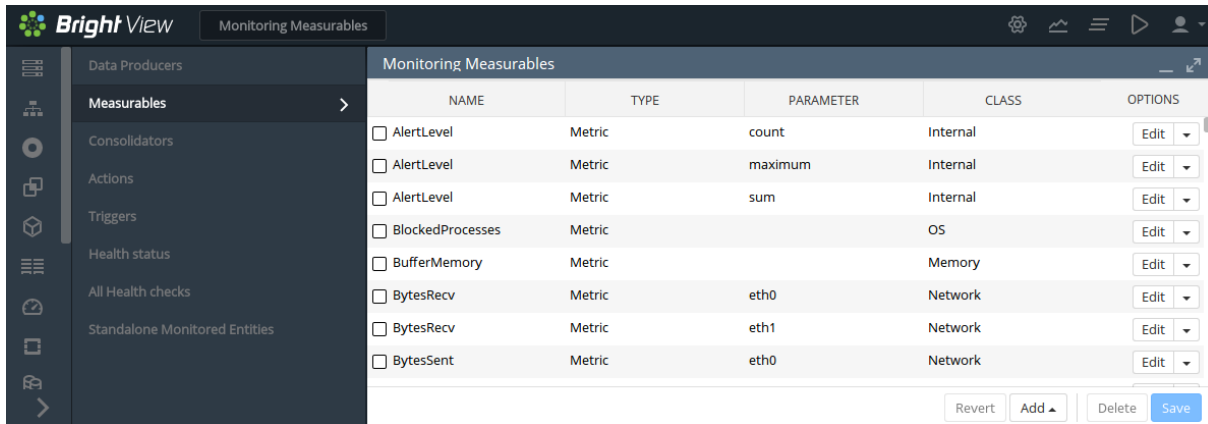 Bright View Monitoring Measurables
Data Producers
Measurables
Consolidators
Actions
Triggers
Health status
All Health checks
Standalone Monitored Entities
Monitoring Measurables
NAME TYPE PARAMETER CLASS OPTIONS
AlertLevel Metric count Internal Edit
AlertLevel Metric maximum Internal Edit
AlertLevel Metric sum Internal Edit
BlockedProcesses Metric OS Edit
BufferMemory Metric Memory Edit
BytesRecv Metric eth0 Network Edit
BytesRecv Metric eth1 Network Edit
BytesSent Metric eth0 Network Edit
Revert Add Delete Save